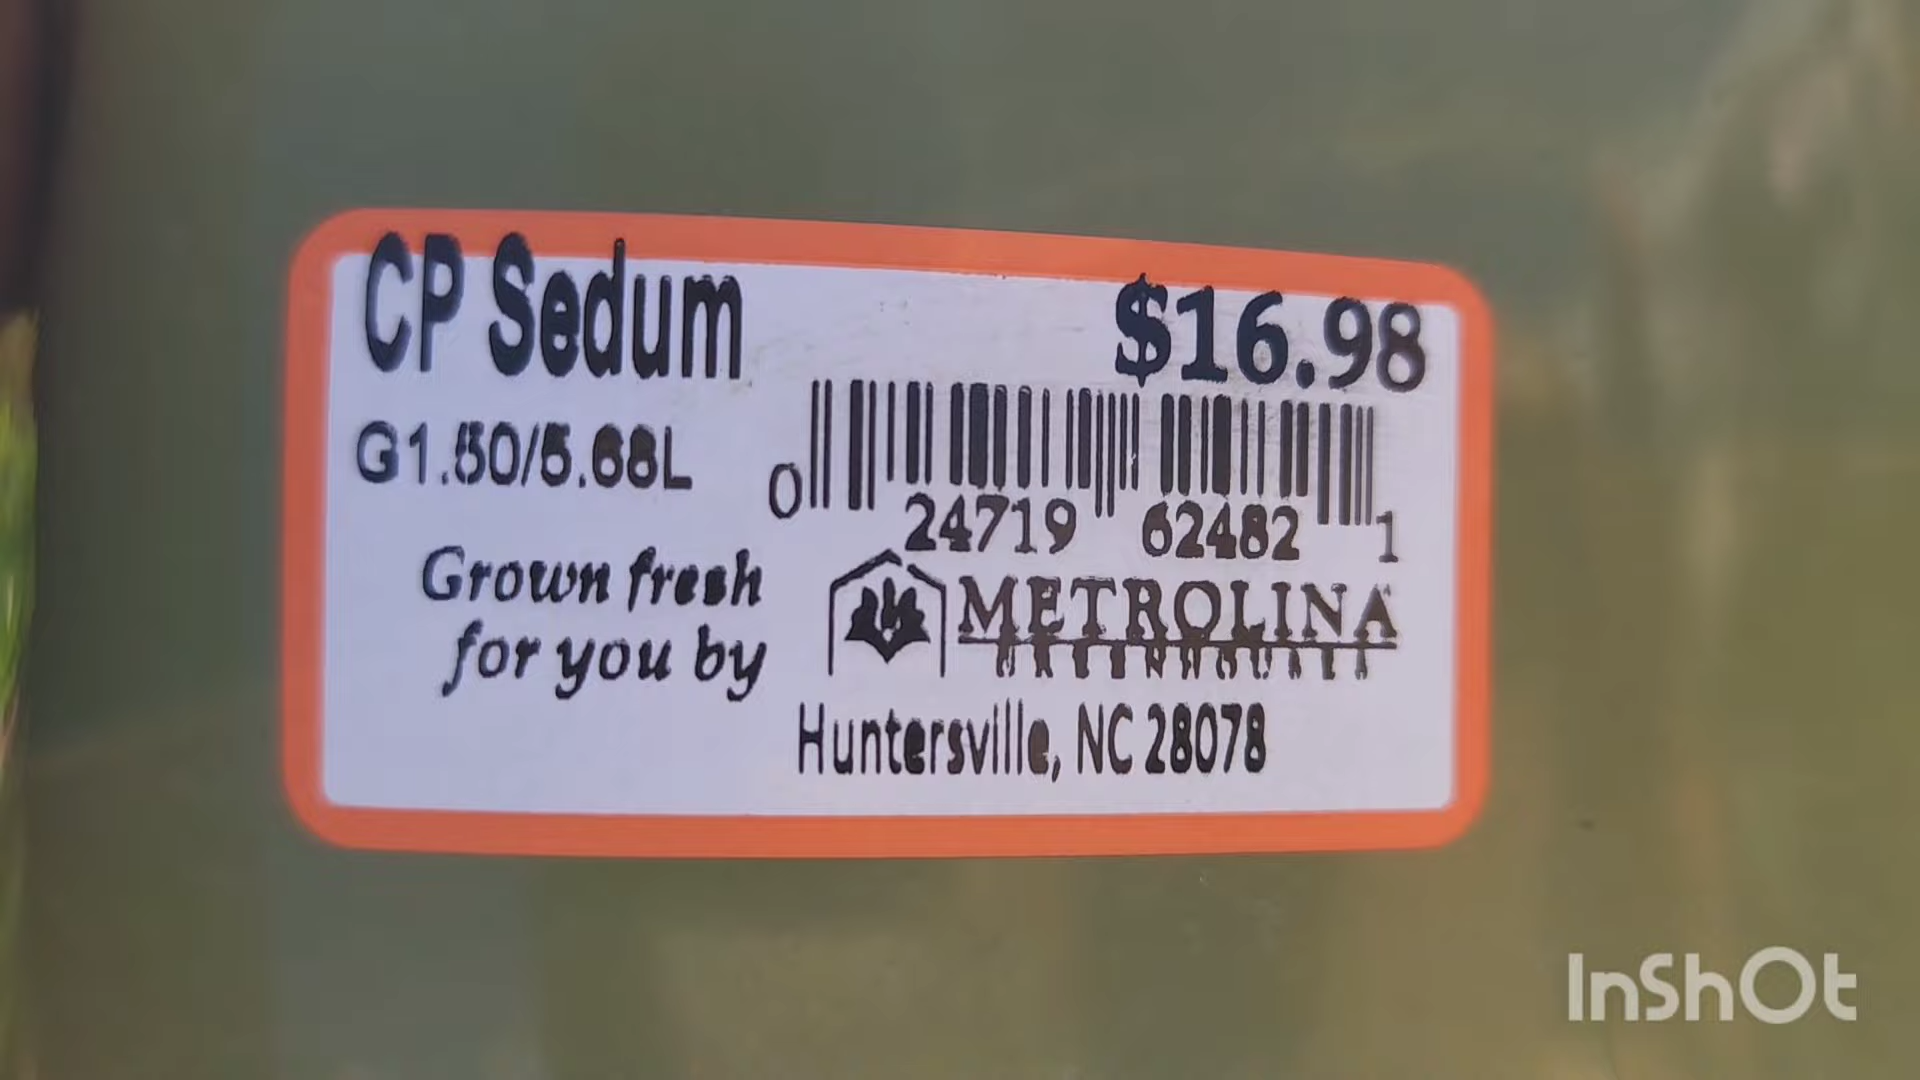 CP Sedum
$16.98
G1.50/5.68L
0 24719 62482 1
Grown fresh
for you by
METROLINA
GREENHOUSES
Huntersville, NC 28078
InShOt